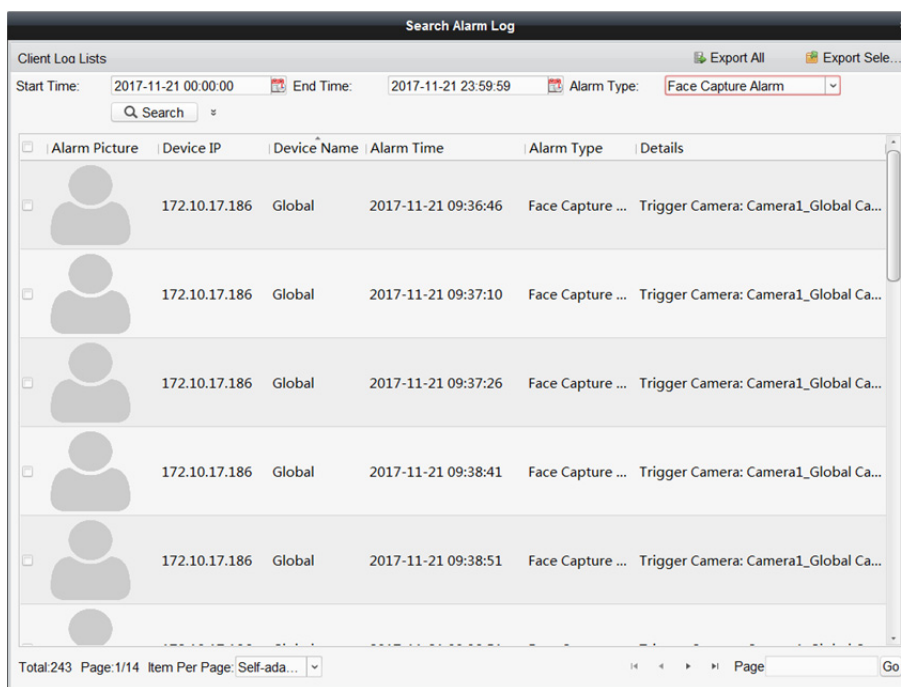 Search Alarm Log
Client Log Lists Export All Export Sele...
Start Time: 2017-11-21 00:00:00 End Time: 2017-11-21 23:59:59 Alarm Type: Face Capture Alarm
Search
Alarm Picture Device IP Device Name Alarm Time Alarm Type Details
172.10.17.186 Global 2017-11-21 09:36:46 Face Capture ... Trigger Camera: Camera1_Global Ca...
172.10.17.186 Global 2017-11-21 09:37:10 Face Capture ... Trigger Camera: Camera1_Global Ca...
172.10.17.186 Global 2017-11-21 09:37:26 Face Capture ... Trigger Camera: Camera1_Global Ca...
172.10.17.186 Global 2017-11-21 09:38:41 Face Capture ... Trigger Camera: Camera1_Global Ca...
172.10.17.186 Global 2017-11-21 09:38:51 Face Capture ... Trigger Camera: Camera1_Global Ca...
Total:243 Page:1/14 Item Per Page: Self-ada... Page Go